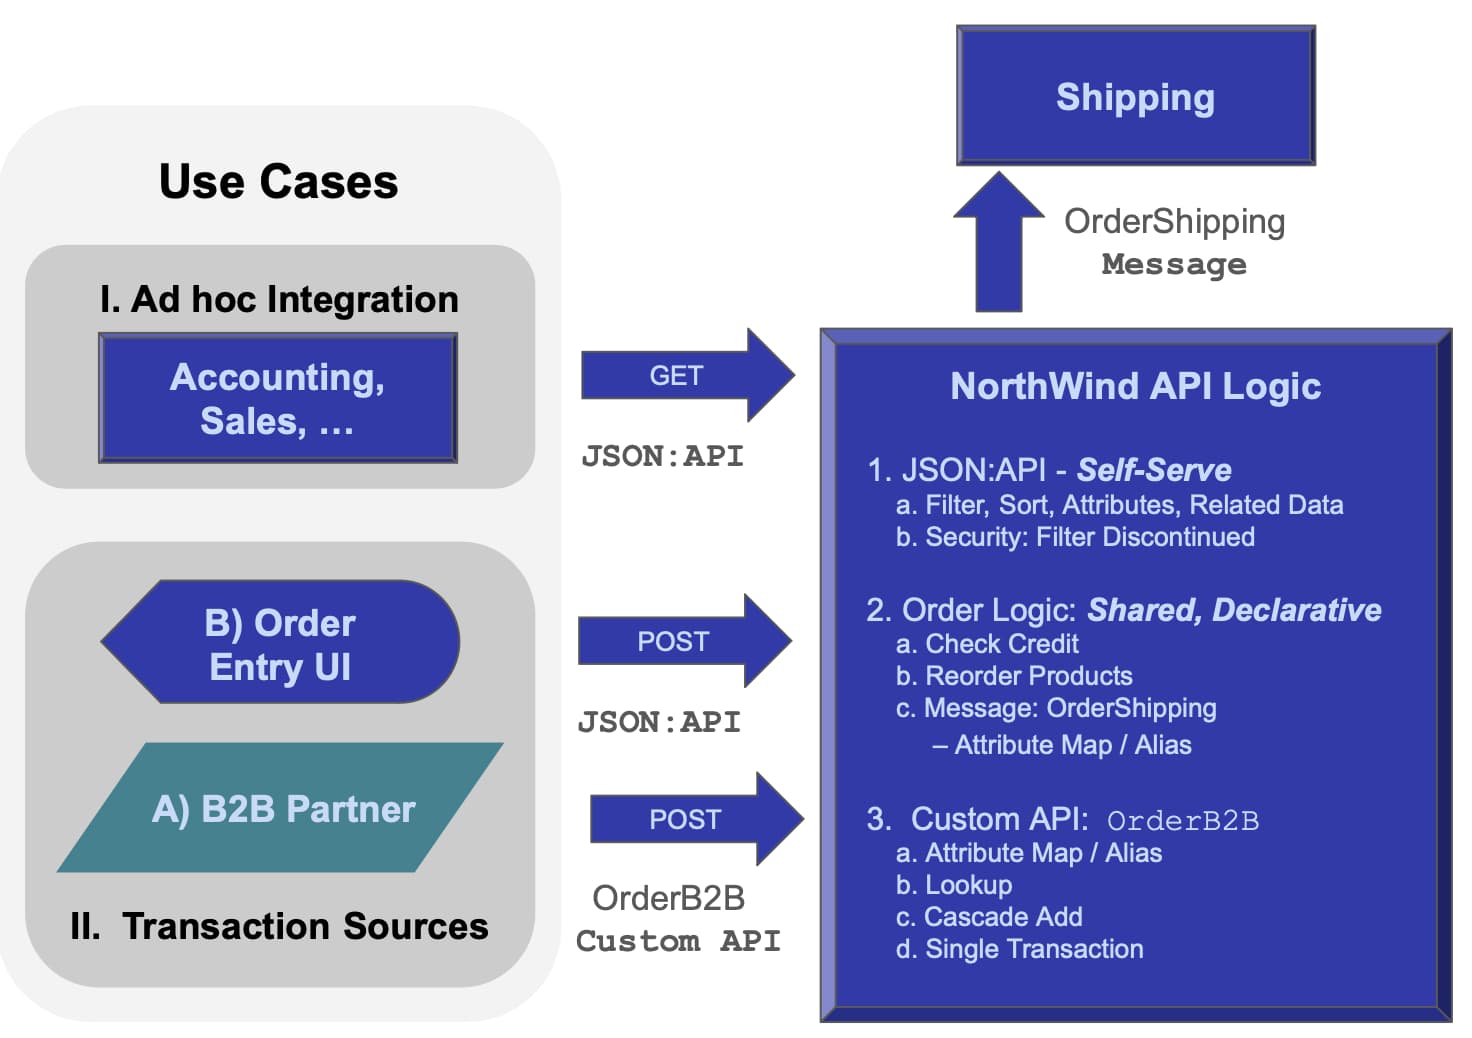 Shipping
OrderShipping
Message
Use Cases
I. Ad hoc Integration
Accounting,
Sales, …
GET
JSON:API
B) Order
Entry UI
POST
JSON:API
A) B2B Partner
POST
OrderB2B
Custom API
II.  Transaction Sources
NorthWind API Logic
1. JSON:API - Self-Serve
a. Filter, Sort, Attributes, Related Data
b. Security: Filter Discontinued
2. Order Logic: Shared, Declarative
a. Check Credit
b. Reorder Products
c. Message: OrderShipping
– Attribute Map / Alias
3.  Custom API: OrderB2B
a. Attribute Map / Alias
b. Lookup
c. Cascade Add
d. Single Transaction